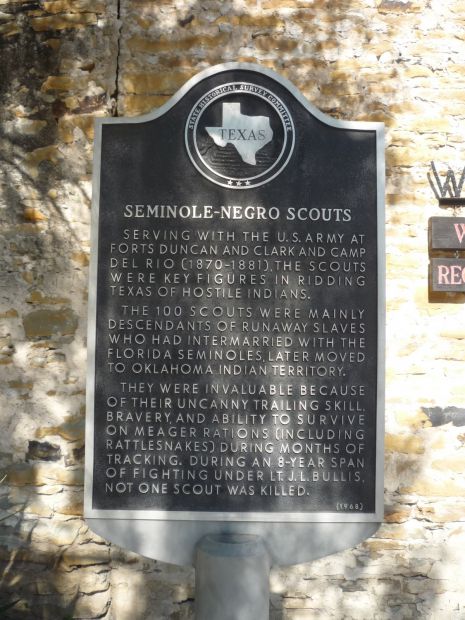 STATE HISTORICAL SURVEY COMMITTEE
TEXAS
SEMINOLE-NEGRO SCOUTS
SERVING WITH THE U.S. ARMY AT
FORTS DUNCAN AND CLARK AND CAMP
DEL RIO (1870-1881), THE SCOUTS
WERE KEY FIGURES IN RIDDING
TEXAS OF HOSTILE INDIANS.
THE 100 SCOUTS WERE MAINLY
DESCENDANTS OF RUNAWAY SLAVES
WHO HAD INTERMARRIED WITH THE
FLORIDA SEMINOLES, LATER MOVED
TO OKLAHOMA INDIAN TERRITORY.
THEY WERE INVALUABLE BECAUSE
OF THEIR UNCANNY TRAILING SKILL,
BRAVERY, AND ABILITY TO SURVIVE
ON MEAGER RATIONS (INCLUDING
RATTLESNAKES) DURING MONTHS OF
TRACKING. DURING AN 8-YEAR SPAN
OF FIGHTING UNDER LT. J. L. BULLIS,
NOT ONE SCOUT WAS KILLED.
(1968)